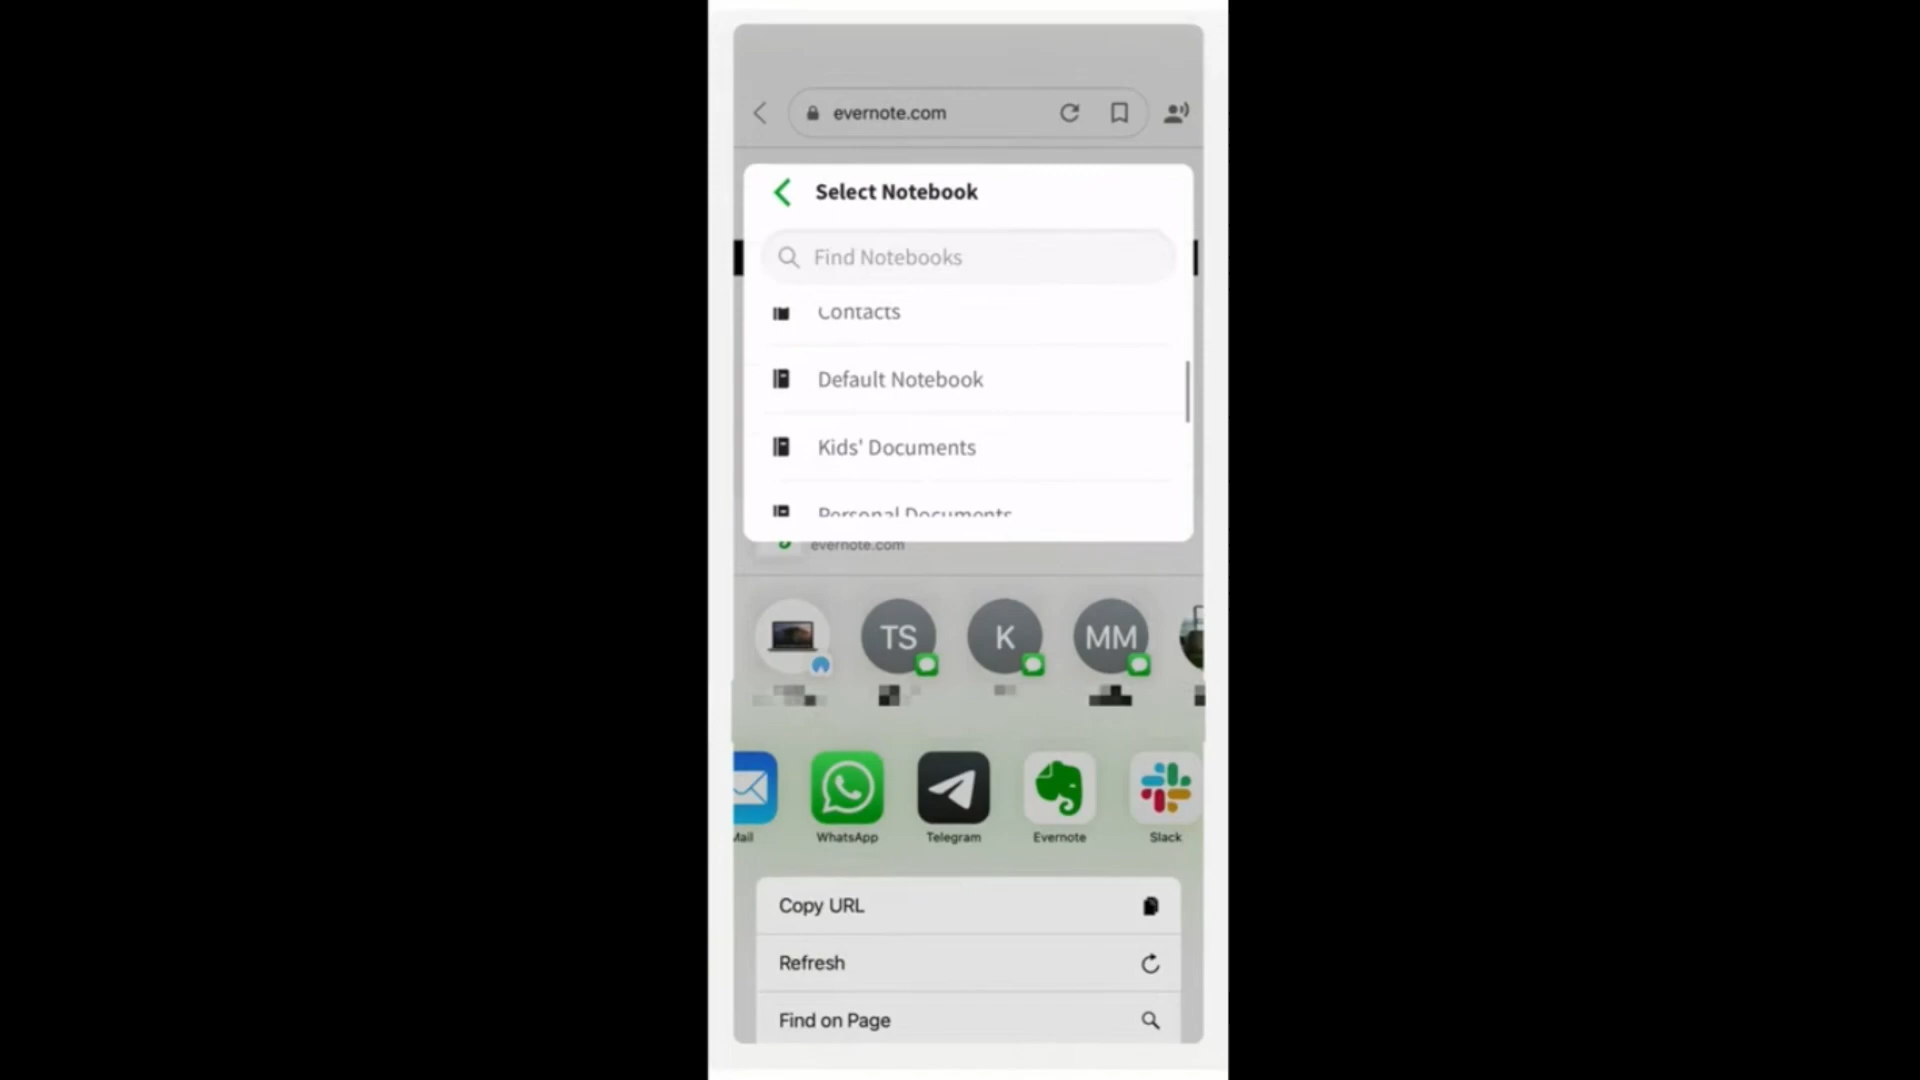 evernote.com
Select Notebook
Find Notebooks
Contacts
Default Notebook
Kids' Documents
Personal Documents
evernote.com
TS K MM
Mail WhatsApp Telegram Evernote Slack
Copy URL
Refresh
Find on Page